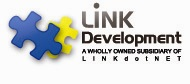 LINK
Development
A WHOLLY OWNED SUBSIDIARY OF
LINKdotNET